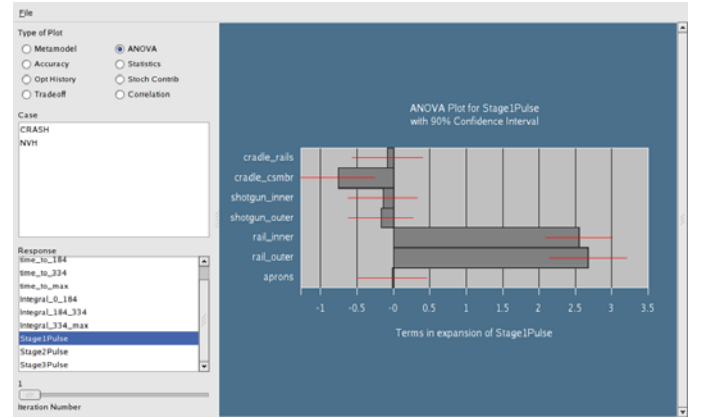 File
Type of Plot
Metamodel
ANOVA
Accuracy
Statistics
Opt History
Stoch Contrib
Tradeoff
Correlation
Case
CRASH
NVH
Response
time_to_184
time_to_334
time_to_max
Integral_0_184
Integral_184_334
Integral_334_max
Stage1Pulse
Stage2Pulse
Stage3Pulse
1
Iteration Number
ANOVA Plot for Stage1Pulse
with 90% Confidence Interval
cradle_rails
cradle_csmbr
shotgun_inner
shotgun_outer
rail_inner
rail_outer
aprons
-1 -0.5 -0 0.5 1 1.5 2 2.5 3 3.5
Terms in expansion of Stage1Pulse